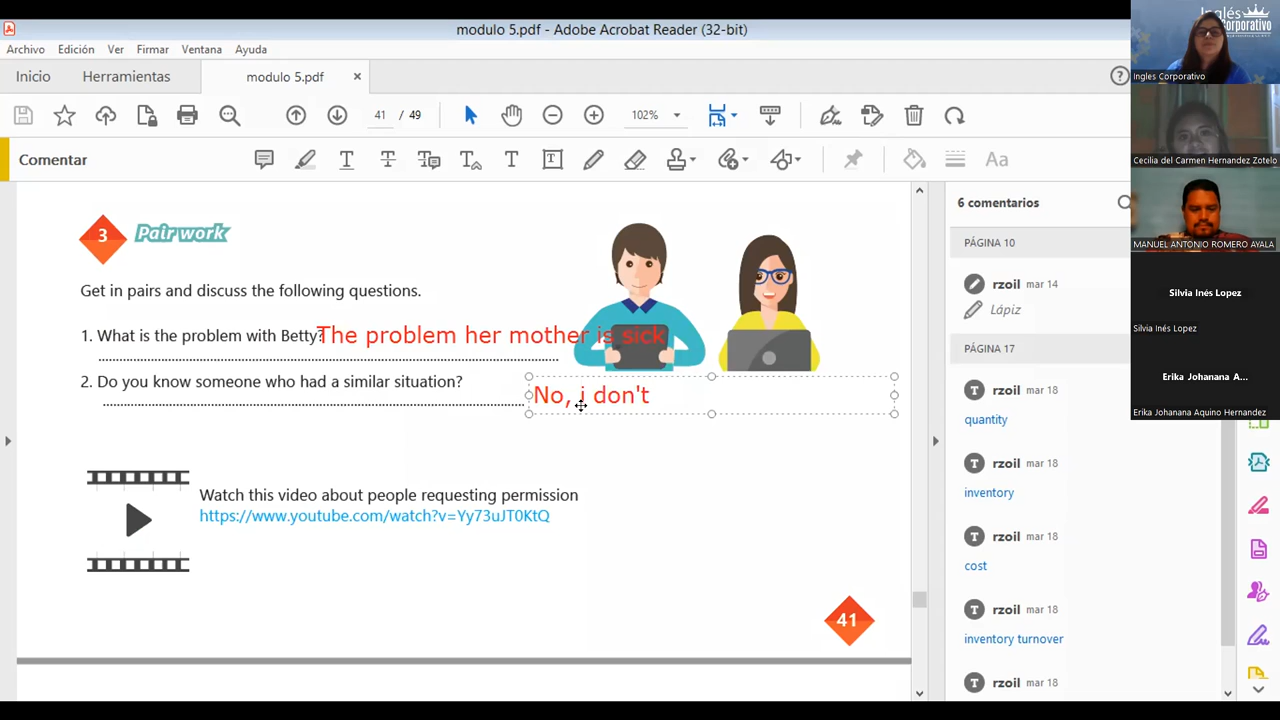 modulo 5.pdf - Adobe Acrobat Reader (32-bit)
Archivo Edición Ver Firmar Ventana Ayuda
Inicio Herramientas modulo 5.pdf ×
41 / 49 102%
Comentar
3 Pair work
Get in pairs and discuss the following questions.
1. What is the problem with Betty? The problem her mother is sick
2. Do you know someone who had a similar situation?
No, i don't
Watch this video about people requesting permission
https://www.youtube.com/watch?v=Yy73uJT0KtQ
41
6 comentarios
PÁGINA 10
rzoil mar 14
Lápiz
PÁGINA 17
T rzoil mar 18
quantity
T rzoil mar 18
inventory
T rzoil mar 18
cost
T rzoil mar 18
inventory turnover
T rzoil mar 18
Inglés
Corporativo
Ingles Corporativo
Cecilia del Carmen Hernandez Zotelo
MANUEL ANTONIO ROMERO AYALA
Silvia Inés Lopez
Silvia Inés Lopez
Erika Johanana A...
Erika Johanana Aquino Hernandez